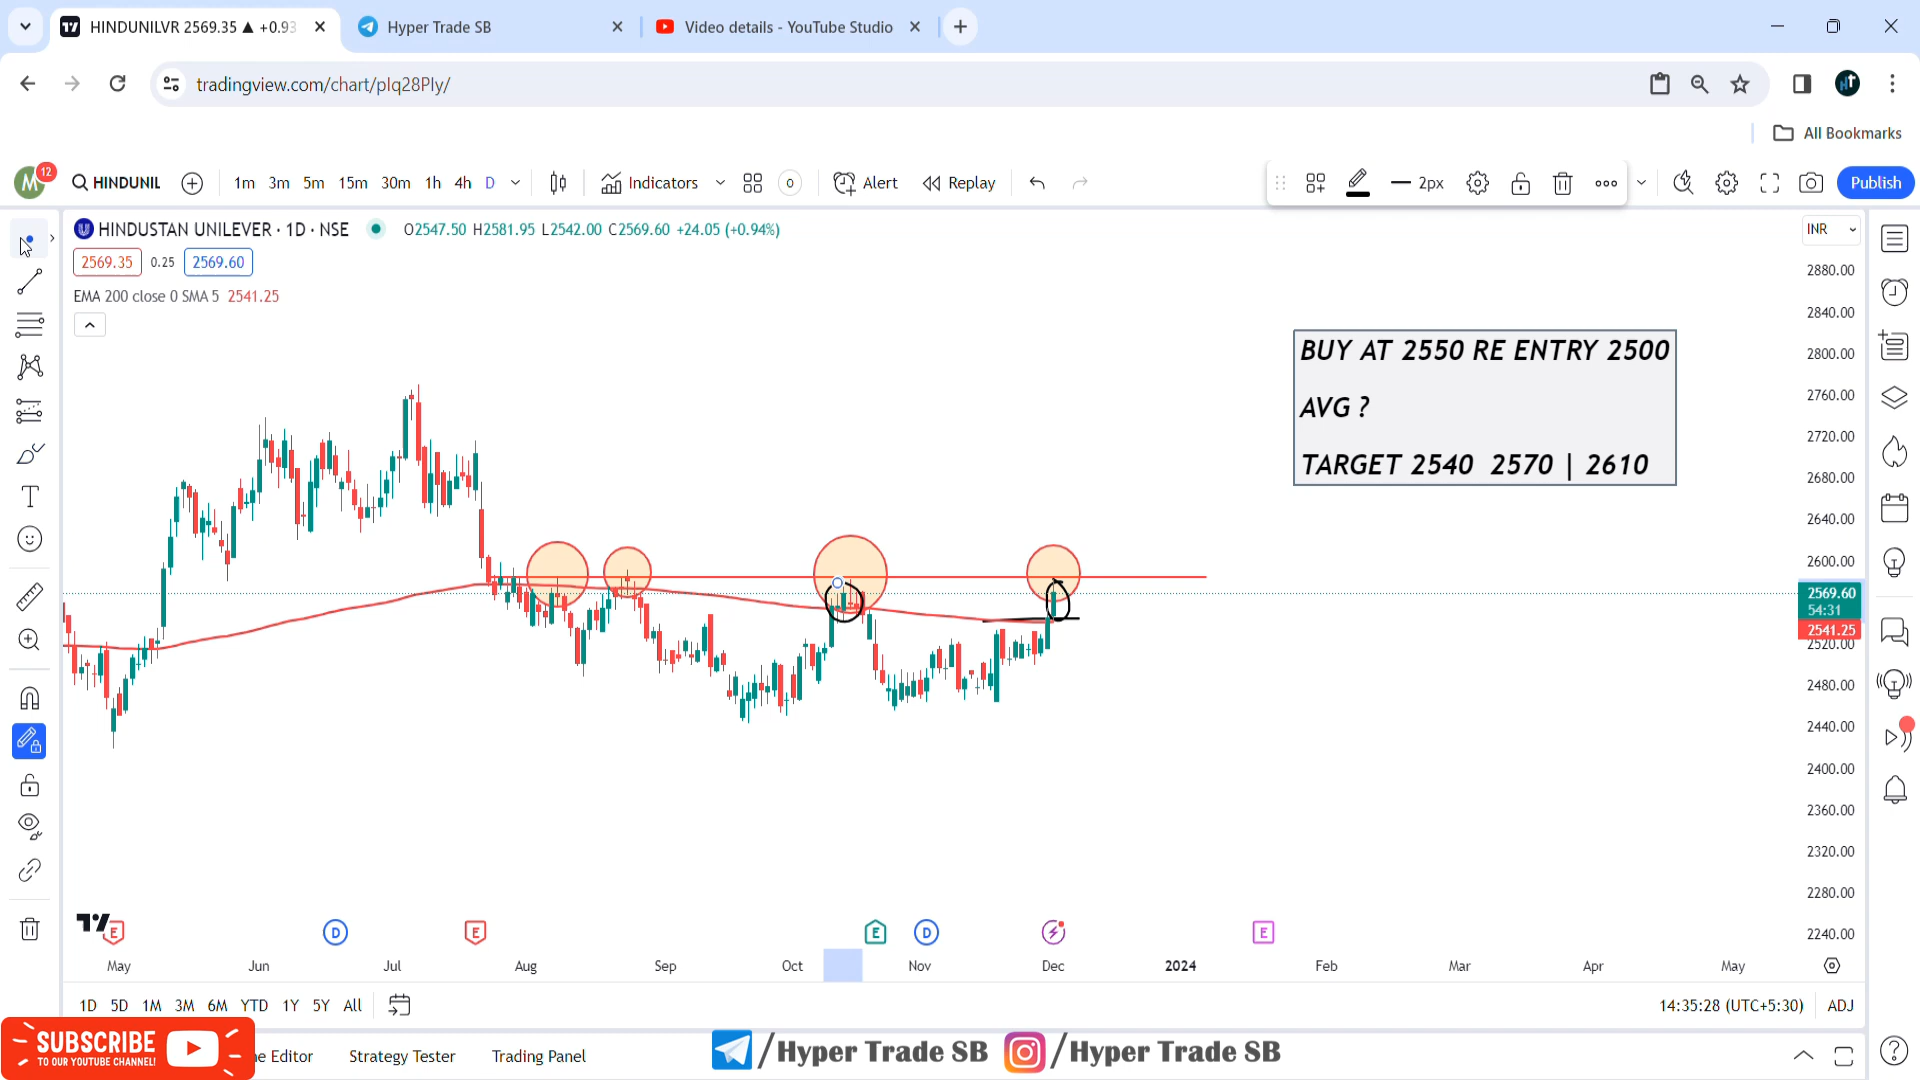 HINDUNILVR 2569.35 ▲ +0.93
Hyper Trade SB
Video details - YouTube Studio
tradingview.com/chart/pIq28PIy/
All Bookmarks
M 12
HINDUNIL
1m 3m 5m 15m 30m 1h 4h D
Indicators
0
Alert
Replay
2px
Publish
HINDUSTAN UNILEVER · 1D · NSE
O2547.50 H2581.95 L2542.00 C2569.60 +24.05 (+0.94%)
INR
2569.35 0.25 2569.60
EMA 200 close 0 SMA 5 2541.25
BUY AT 2550 RE ENTRY 2500
AVG ?
TARGET 2540 2570 | 2610
2880.00
2840.00
2800.00
2760.00
2720.00
2680.00
2640.00
2600.00
2569.60
54:31
2541.25
2520.00
2480.00
2440.00
2400.00
2360.00
2320.00
2280.00
2240.00
E D E E D E
May Jun Jul Aug Sep Oct Nov Dec 2024 Feb Mar Apr May
1D 5D 1M 3M 6M YTD 1Y 5Y All
14:35:28 (UTC+5:30) ADJ
SUBSCRIBE
TO OUR YOUTUBE CHANNEL!
ne Editor Strategy Tester Trading Panel
/Hyper Trade SB /Hyper Trade SB